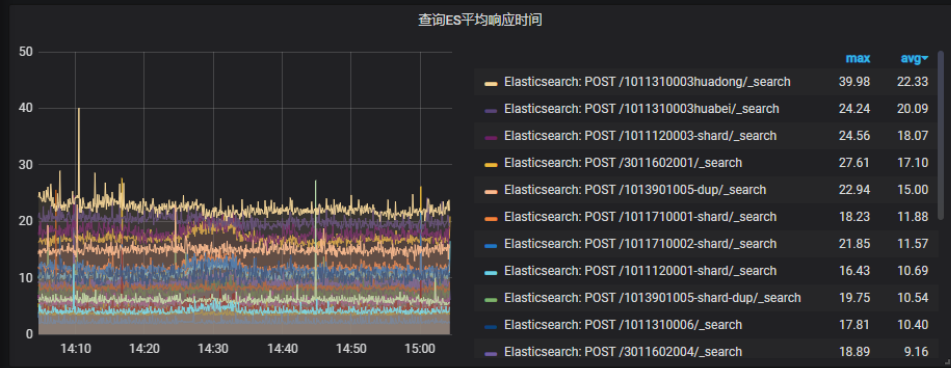 查询ES平均响应时间
max avg
50
40
30
20
10
0
14:10 14:20 14:30 14:40 14:50 15:00
Elasticsearch: POST /1011310003huadong/_search 39.98 22.33
Elasticsearch: POST /1011310003huabei/_search 24.24 20.09
Elasticsearch: POST /1011120003-shard/_search 24.56 18.07
Elasticsearch: POST /3011602001/_search 27.61 17.10
Elasticsearch: POST /1013901005-dup/_search 22.94 15.00
Elasticsearch: POST /1011710001-shard/_search 18.23 11.88
Elasticsearch: POST /1011710002-shard/_search 21.85 11.57
Elasticsearch: POST /1011120001-shard/_search 16.43 10.69
Elasticsearch: POST /1013901005-shard-dup/_search 19.75 10.54
Elasticsearch: POST /1011310006/_search 17.81 10.40
Elasticsearch: POST /3011602004/_search 18.89 9.16